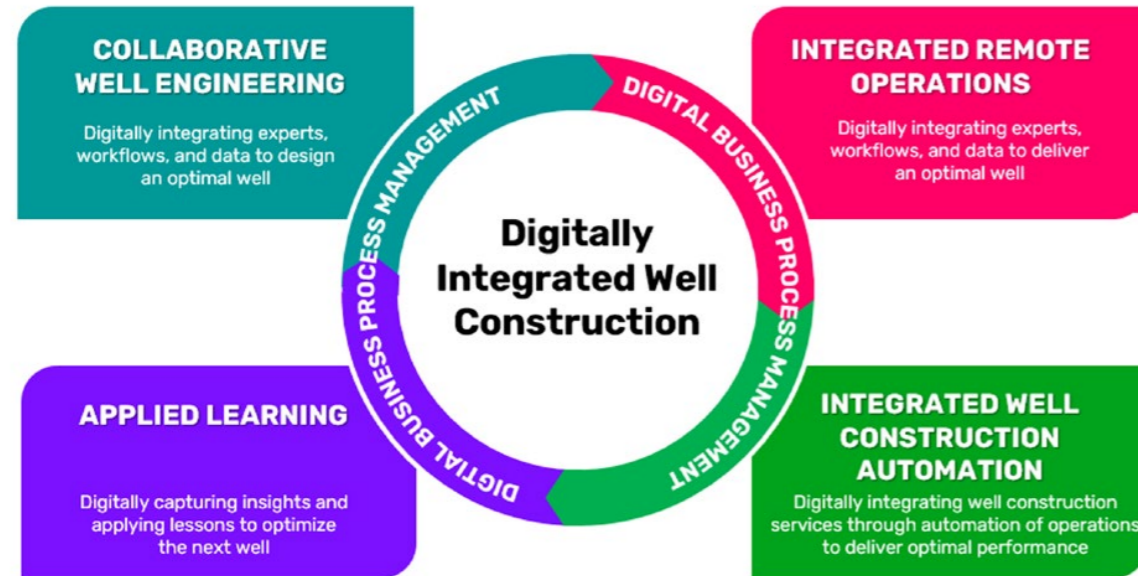 COLLABORATIVE
WELL ENGINEERING
Digitally integrating experts,
workflows, and data to design
an optimal well
INTEGRATED REMOTE
OPERATIONS
Digitally integrating experts,
workflows, and data to deliver
an optimal well
DIGITAL BUSINESS PROCESS MANAGEMENT
DIGTIAL BUSINESS PROCESS MANAGEMENT
Digitally
Integrated Well
Construction
APPLIED LEARNING
Digitally capturing insights and
applying lessons to optimize
the next well
INTEGRATED WELL
CONSTRUCTION
AUTOMATION
Digitally integrating well construction
services through automation of operations
to deliver optimal performance